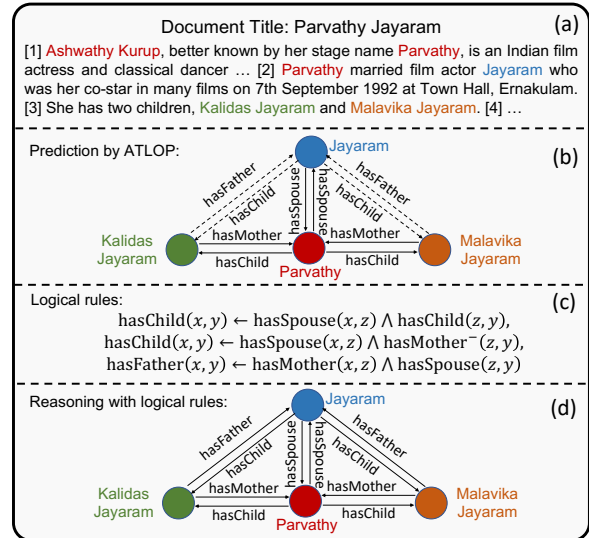 Document Title: Parvathy Jayaram
(a)
[1] Ashwathy Kurup, better known by her stage name Parvathy, is an Indian film
actress and classical dancer … [2] Parvathy married film actor Jayaram who
was her co-star in many films on 7th September 1992 at Town Hall, Ernakulam.
[3] She has two children, Kalidas Jayaram and Malavika Jayaram. [4] …
Prediction by ATLOP:
(b)
Jayaram
hasFather
hasChild
hasSpouse
hasSpouse
hasFather
hasChild
Kalidas
Jayaram
hasMother
hasChild
Parvathy
hasMother
hasChild
Malavika
Jayaram
Logical rules:
(c)
hasChild(x, y) ← hasSpouse(x, z) ⋀ hasChild(z, y),
hasChild(x, y) ← hasSpouse(x, z) ⋀ hasMother⁻(z, y),
hasFather(x, y) ← hasMother(x, z) ⋀ hasSpouse(z, y)
Reasoning with logical rules:
(d)
Jayaram
hasFather
hasChild
hasSpouse
hasSpouse
hasFather
hasChild
Kalidas
Jayaram
hasMother
hasChild
Parvathy
hasMother
hasChild
Malavika
Jayaram